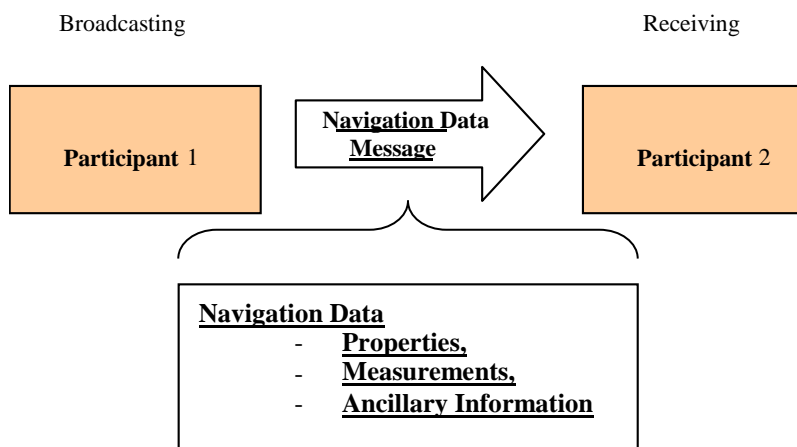 Broadcasting
Receiving
Participant 1
Navigation Data
Message
Participant 2
Navigation Data
- Properties,
- Measurements,
- Ancillary Information